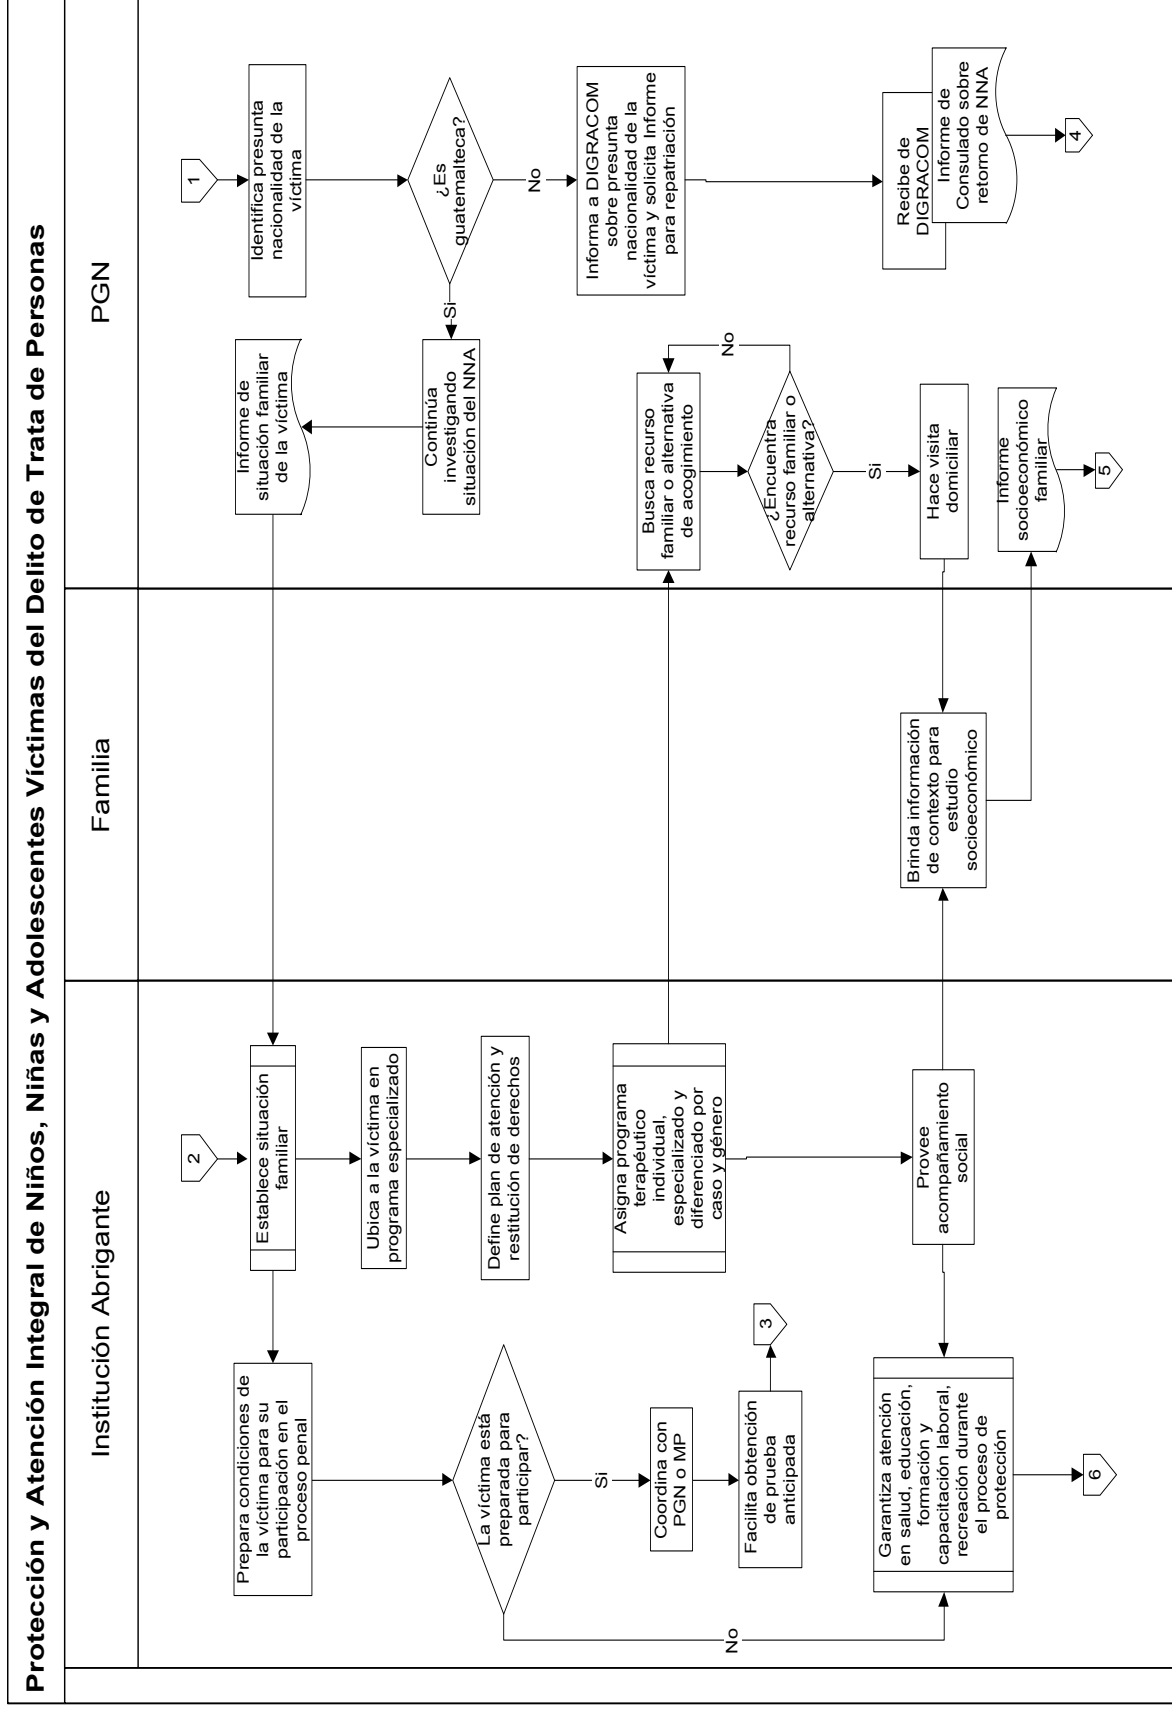 Protección y Atención Integral de Niños, Niñas y Adolescentes Víctimas del Delito de Trata de Personas
Institución Abrigante
Familia
PGN
2
Establece situación
familiar
Ubica a la víctima en
programa especializado
Define plan de atención y
restitución de derechos
Asigna programa
terapéutico
individual,
especializado y
diferenciado por
caso y género
Provee
acompañamiento
social
Prepara condiciones de
la víctima para su
participación en el
proceso penal
La víctima está
preparada para
participar?
Si
No
Coordina con
PGN o MP
Facilita obtención
de prueba
anticipada
3
Garantiza atención
en salud, educación,
formación y
capacitación laboral,
recreación durante
el proceso de
protección
6
Brinda información
de contexto para
estudio
socioeconómico
1
Identifica presunta
nacionalidad de la
víctima
¿Es
guatemalteca?
Si
No
Continúa
investigando
situación del NNA
Informe de
situación familiar
de la víctima
Informa a DIGRACOM
sobre presunta
nacionalidad de la
víctima y solicita Informe
para repatriación
Recibe de
DIGRACOM
Informe de
Consulado sobre
retorno de NNA
4
Busca recurso
familiar o alternativa
de acogimiento
¿Encuentra
recurso familiar o
alternativa?
No
Si
Hace visita
domiciliar
Informe
socioeconómico
familiar
5